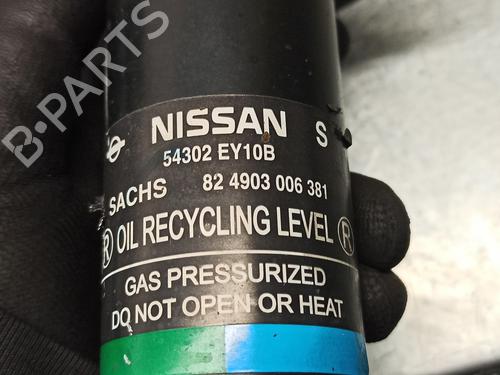 B-PARTS
NISSAN S
54302 EY10B
SACHS 82 4903 006 381
® OIL RECYCLING LEVEL ®
GAS PRESSURIZED
DO NOT OPEN OR HEAT